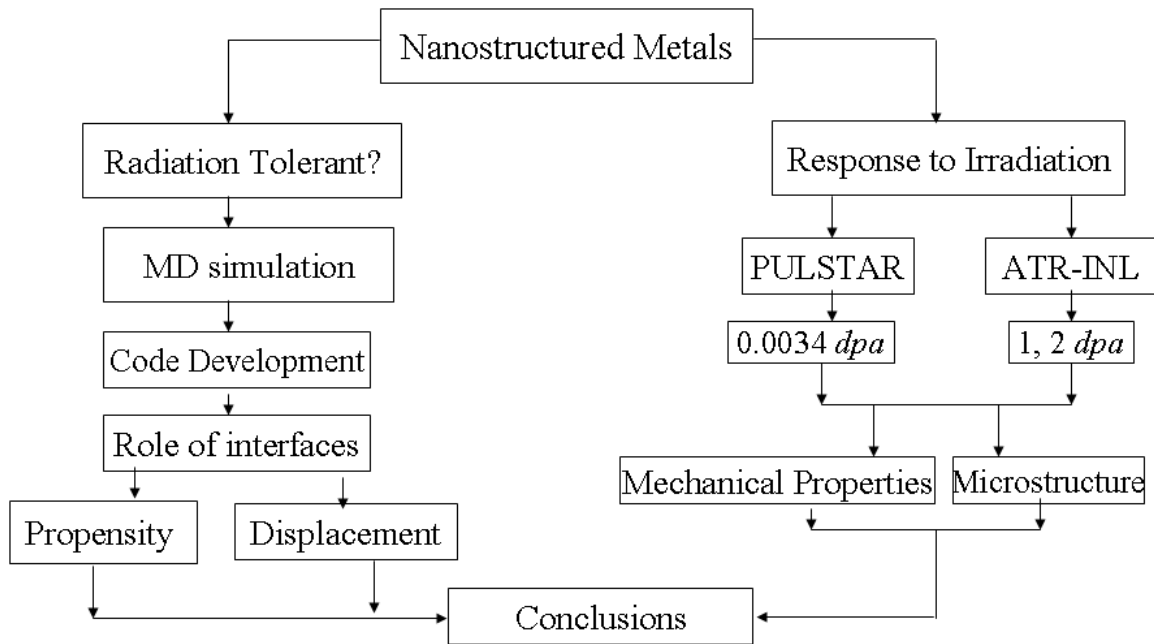 Nanostructured Metals
Radiation Tolerant?
Response to Irradiation
MD simulation
PULSTAR
ATR-INL
Code Development
0.0034 dpa
1, 2 dpa
Role of interfaces
Mechanical Properties
Microstructure
Propensity
Displacement
Conclusions